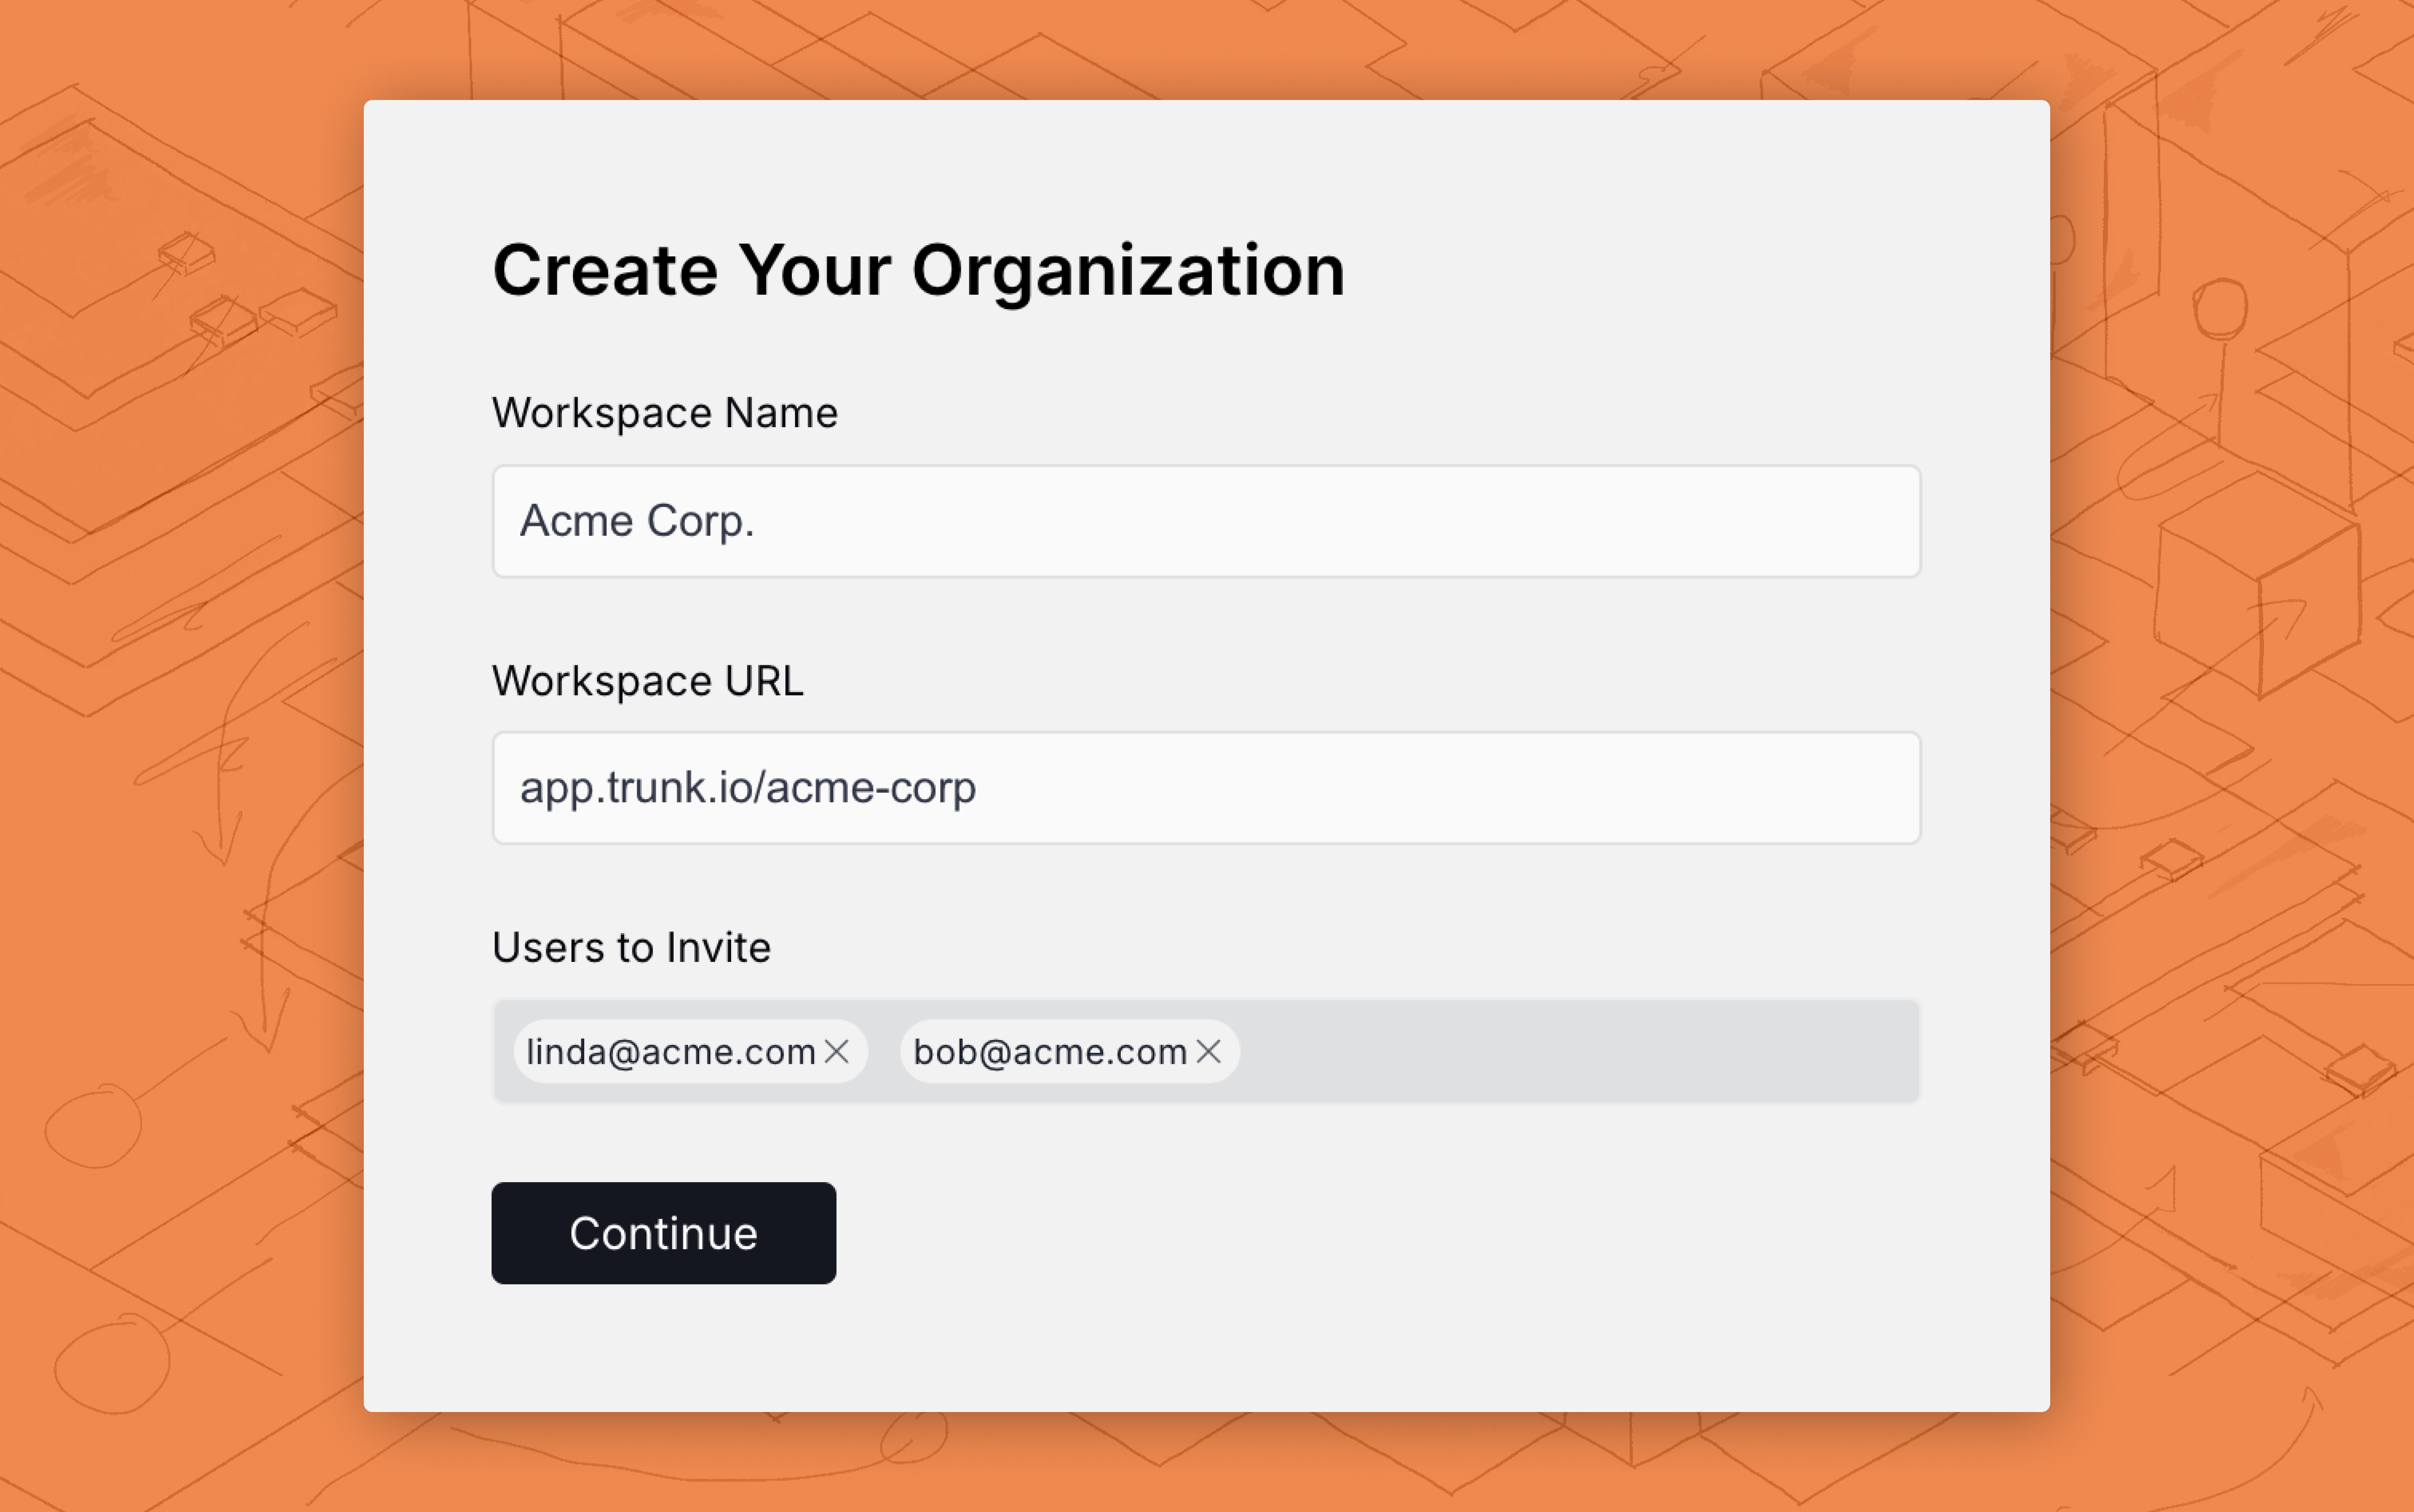 Create Your Organization
Workspace Name
Acme Corp.
Workspace URL
app.trunk.io/acme-corp
Users to Invite
linda@acme.com bob@acme.com
Continue